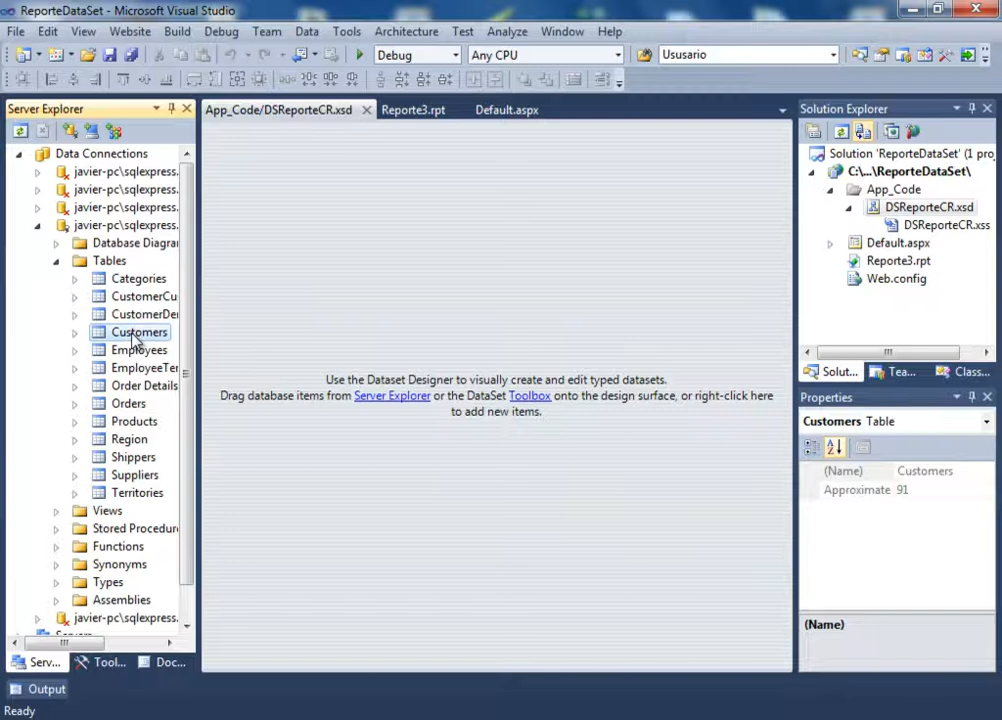 ReporteDataSet - Microsoft Visual Studio
File Edit View Website Build Debug Team Data Tools Architecture Test Analyze Window Help
Debug Any CPU Ususario
Server Explorer
Data Connections
javier-pc\sqlexpress.
javier-pc\sqlexpress.
javier-pc\sqlexpress.
javier-pc\sqlexpress.
Database Diagra
Tables
Categories
CustomerCu
CustomerDe
Customers
Employees
EmployeeTe
Order Details
Orders
Products
Region
Shippers
Suppliers
Territories
Views
Stored Procedur
Functions
Synonyms
Types
Assemblies
javier-pc\sqlexpress.
Servers
Serv... Tool... Doc...
App_Code/DSReporteCR.xsd Reporte3.rpt Default.aspx
Use the Dataset Designer to visually create and edit typed datasets.
Drag database items from Server Explorer or the DataSet Toolbox onto the design surface, or right-click here
to add new items.
Solution Explorer
Solution 'ReporteDataSet' (1 proj
C:\...\ReporteDataSet\
App_Code
DSReporteCR.xsd
DSReporteCR.xss
Default.aspx
Reporte3.rpt
Web.config
Solut... Tea... Class...
Properties
Customers Table
(Name) Customers
Approximate 91
(Name)
Output
Ready